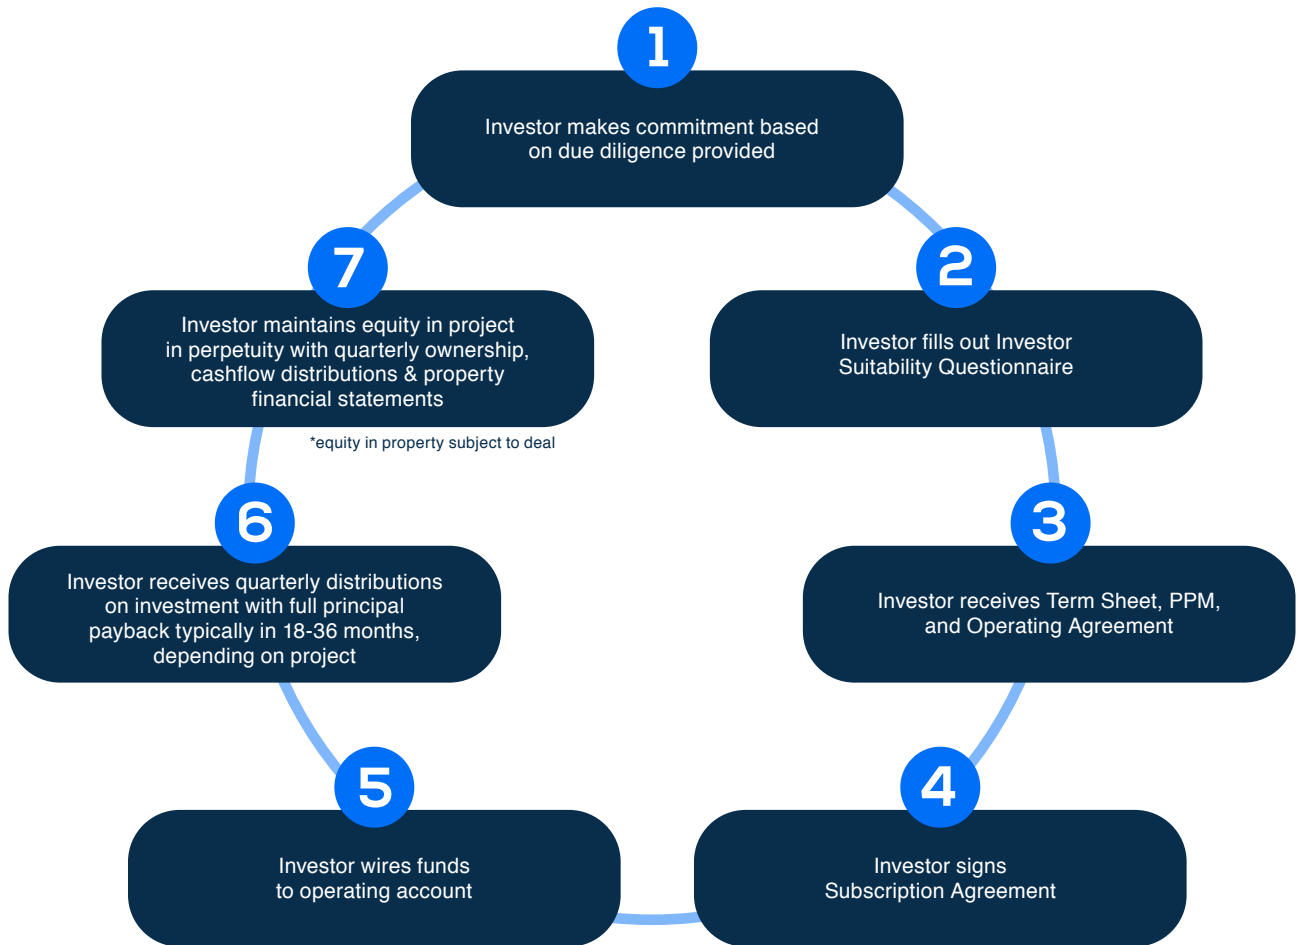 1
Investor makes commitment based
on due diligence provided
2
Investor fills out Investor
Suitability Questionnaire
3
Investor receives Term Sheet, PPM,
and Operating Agreement
4
Investor signs
Subscription Agreement
5
Investor wires funds
to operating account
6
Investor receives quarterly distributions
on investment with full principal
payback typically in 18-36 months,
depending on project
7
Investor maintains equity in project
in perpetuity with quarterly ownership,
cashflow distributions & property
financial statements
*equity in property subject to deal